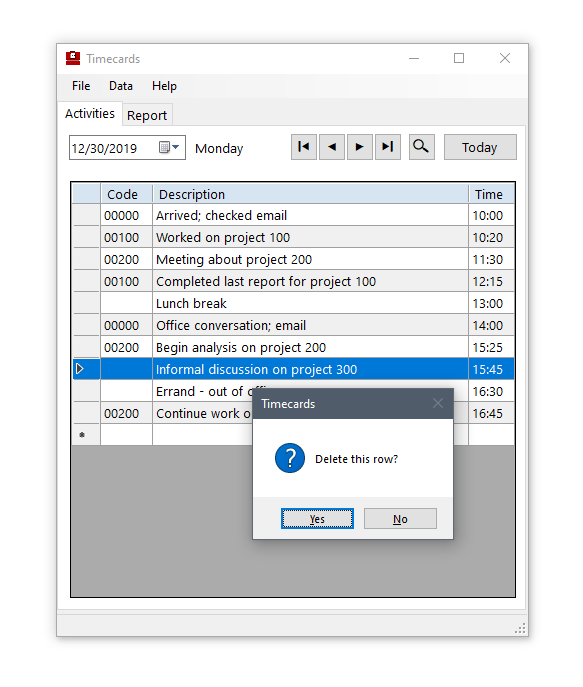 Timecards
File Data Help
Activities Report
12/30/2019 Monday Today
Code Description Time
00000 Arrived; checked email 10:00
00100 Worked on project 100 10:20
00200 Meeting about project 200 11:30
00100 Completed last report for project 100 12:15
Lunch break 13:00
00000 Office conversation; email 14:00
00200 Begin analysis on project 200 15:25
Informal discussion on project 300 15:45
Errand - out of 16:30
00200 Continue work 16:45
Timecards
Delete this row?
Yes No